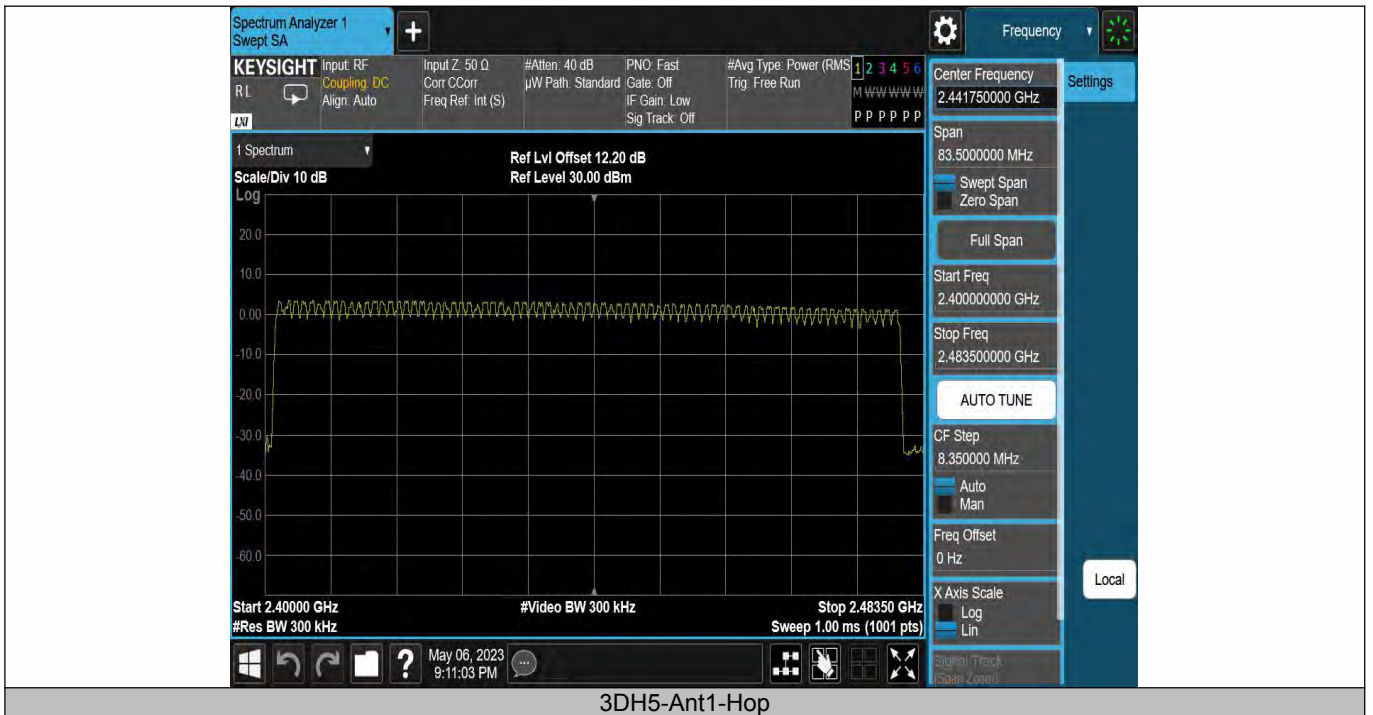 Spectrum Analyzer 1
Swept SA
+
Frequency
KEYSIGHT
RL
LXI
Input: RF
Coupling: DC
Align: Auto
Input Z: 50 Ω
Corr CCorr
Freq Ref: Int (S)
#Atten: 40 dB
µW Path: Standard
PNO: Fast
Gate: Off
IF Gain: Low
Sig Track: Off
#Avg Type: Power (RMS
Trig: Free Run
1 2 3 4 5 6
M W W W W W
P P P P P P
Center Frequency
2.441750000 GHz
Settings
1 Spectrum
Scale/Div 10 dB
Ref Lvl Offset 12.20 dB
Ref Level 30.00 dBm
Log
20.0
10.0
0.00
-10.0
-20.0
-30.0
-40.0
-50.0
-60.0
Start 2.40000 GHz
#Res BW 300 kHz
#Video BW 300 kHz
Stop 2.48350 GHz
Sweep 1.00 ms (1001 pts)
Span
83.5000000 MHz
Swept Span
Zero Span
Full Span
Start Freq
2.400000000 GHz
Stop Freq
2.483500000 GHz
AUTO TUNE
CF Step
8.350000 MHz
Auto
Man
Freq Offset
0 Hz
X Axis Scale
Log
Lin
Signal Track
(Span Zoom)
Local
?
May 06, 2023
9:11:03 PM
3DH5-Ant1-Hop